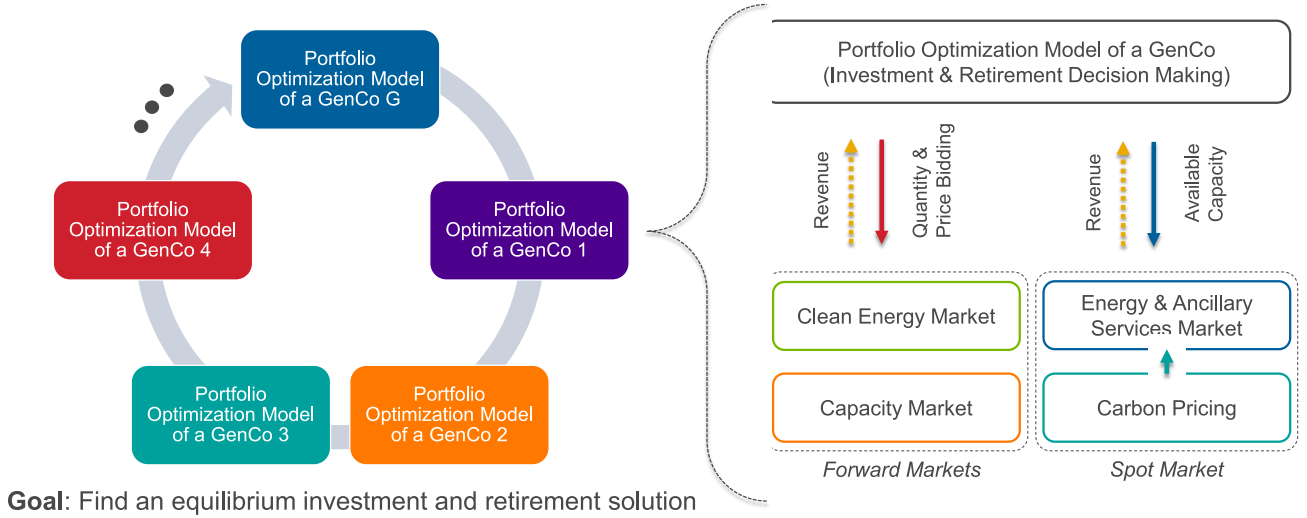 Portfolio
Optimization Model
of a GenCo G
Portfolio
Optimization Model
of a GenCo 1
Portfolio
Optimization Model
of a GenCo 2
Portfolio
Optimization Model
of a GenCo 3
Portfolio
Optimization Model
of a GenCo 4
Goal: Find an equilibrium investment and retirement solution
Portfolio Optimization Model of a GenCo
(Investment & Retirement Decision Making)
Revenue
Quantity &
Price Bidding
Revenue
Available
Capacity
Clean Energy Market
Capacity Market
Forward Markets
Energy & Ancillary
Services Market
Carbon Pricing
Spot Market